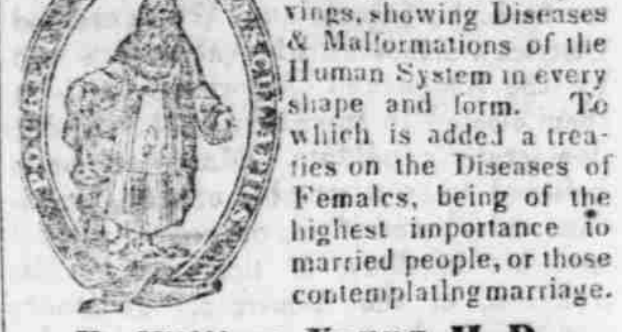 vings, showing Diseases
& Malformations of the
Human System in every
shape and form. To
which is added a trea-
ties on the Diseases of
Females, being of the
highest importance to
married people, or those
contemplating marriage.